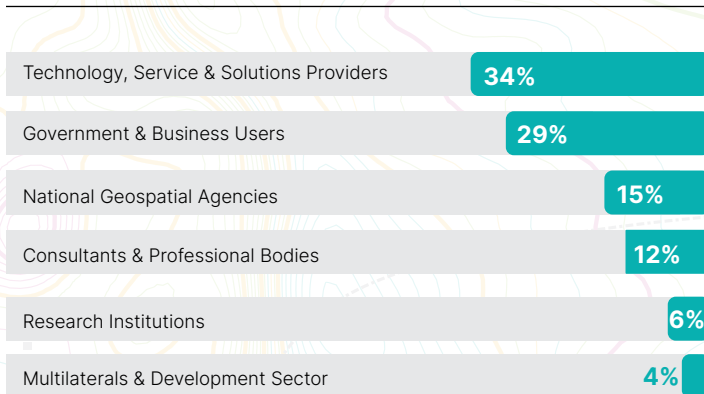 Technology, Service & Solutions Providers 34%
Government & Business Users 29%
National Geospatial Agencies 15%
Consultants & Professional Bodies 12%
Research Institutions 6%
Multilaterals & Development Sector 4%